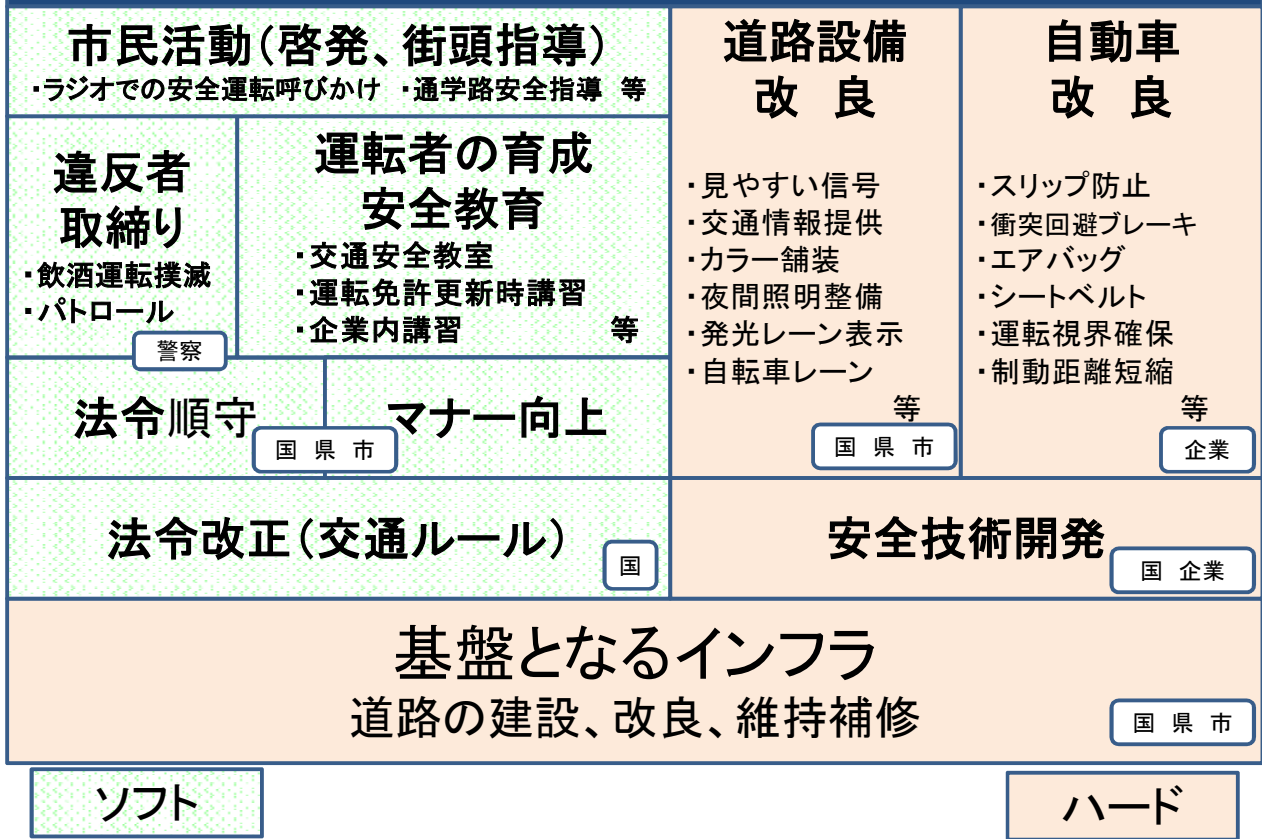 市民活動(啓発、街頭指導)
・ラジオでの安全運転呼びかけ ・通学路安全指導 等
違反者
取締り
・飲酒運転撲滅
・パトロール
警察
運転者の育成
安全教育
・交通安全教室
・運転免許更新時講習
・企業内講習 等
法令順守
マナー向上
国 県 市
法令改正(交通ルール)
国
道路設備
改 良
・見やすい信号
・交通情報提供
・カラー舗装
・夜間照明整備
・発光レーン表示
・自転車レーン
等
国 県 市
自動車
改 良
・スリップ防止
・衝突回避ブレーキ
・エアバッグ
・シートベルト
・運転視界確保
・制動距離短縮
等
企業
安全技術開発
国 企業
基盤となるインフラ
道路の建設、改良、維持補修
国 県 市
ソフト
ハード